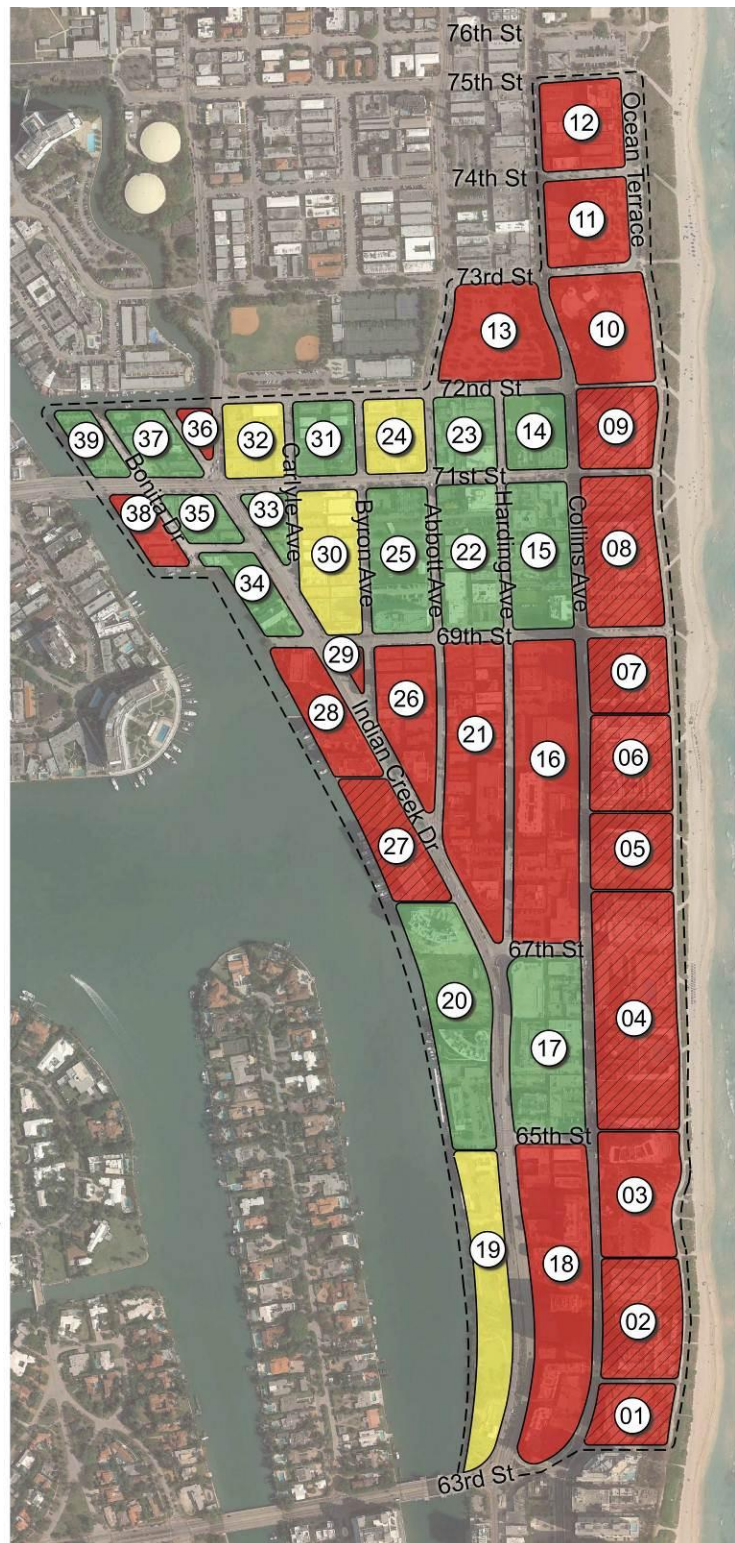 76th St
75th St
12
Ocean Terrace
74th St
11
73rd St
13
10
72nd St
39
37
36
32
31
24
23
14
09
Bonita Dr
Carlyle Ave
71st St
38
35
33
30
Byron Ave
25
Abbott Ave
22
Harding Ave
15
Collins Ave
08
34
69th St
29
28
26
21
16
07
06
Indian Creek Dr
27
05
67th St
20
17
04
65th St
03
19
18
02
01
63rd St